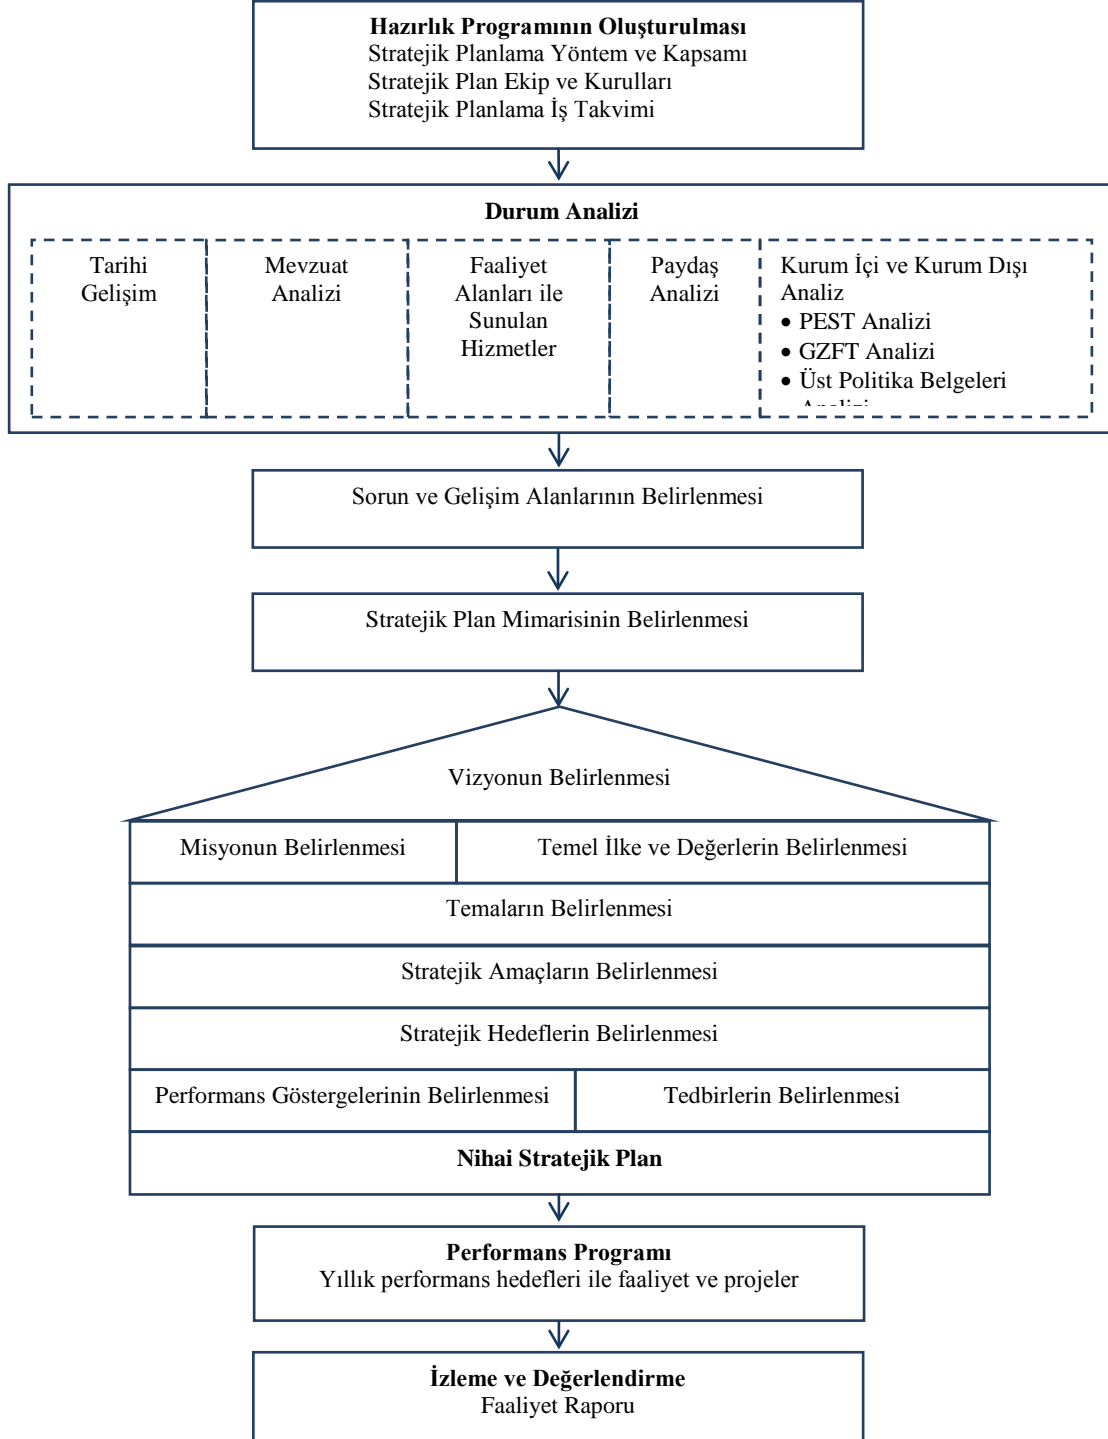 Hazırlık Programının Oluşturulması
Stratejik Planlama Yöntem ve Kapsamı
Stratejik Plan Ekip ve Kurulları
Stratejik Planlama İş Takvimi
Durum Analizi
Tarihi
Gelişim
Mevzuat
Analizi
Faaliyet
Alanları ile
Sunulan
Hizmetler
Paydaş
Analizi
Kurum İçi ve Kurum Dışı
Analiz
• PEST Analizi
• GZFT Analizi
• Üst Politika Belgeleri
Sorun ve Gelişim Alanlarının Belirlenmesi
Stratejik Plan Mimarisinin Belirlenmesi
Vizyonun Belirlenmesi
Misyonun Belirlenmesi
Temel İlke ve Değerlerin Belirlenmesi
Temaların Belirlenmesi
Stratejik Amaçların Belirlenmesi
Stratejik Hedeflerin Belirlenmesi
Performans Göstergelerinin Belirlenmesi
Tedbirlerin Belirlenmesi
Nihai Stratejik Plan
Performans Programı
Yıllık performans hedefleri ile faaliyet ve projeler
İzleme ve Değerlendirme
Faaliyet Raporu